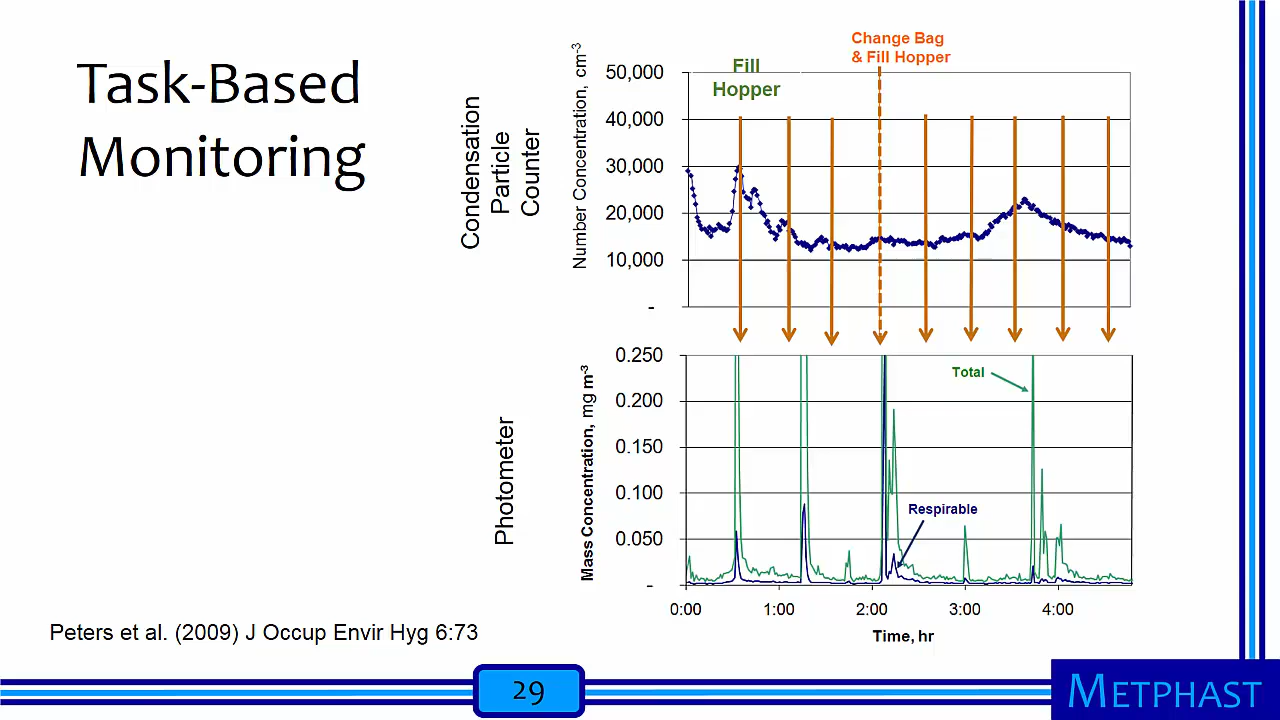 Task-Based
Monitoring
Condensation
Particle
Counter
Number Concentration, cm-3
50,000
40,000
30,000
20,000
10,000
-
Fill
Hopper
Change Bag
& Fill Hopper
Photometer
Mass Concentration, mg m-3
0.250
0.200
0.150
0.100
0.050
-
Total
Respirable
0:00 1:00 2:00 3:00 4:00
Time, hr
Peters et al. (2009) J Occup Envir Hyg 6:73
29
METPHAST